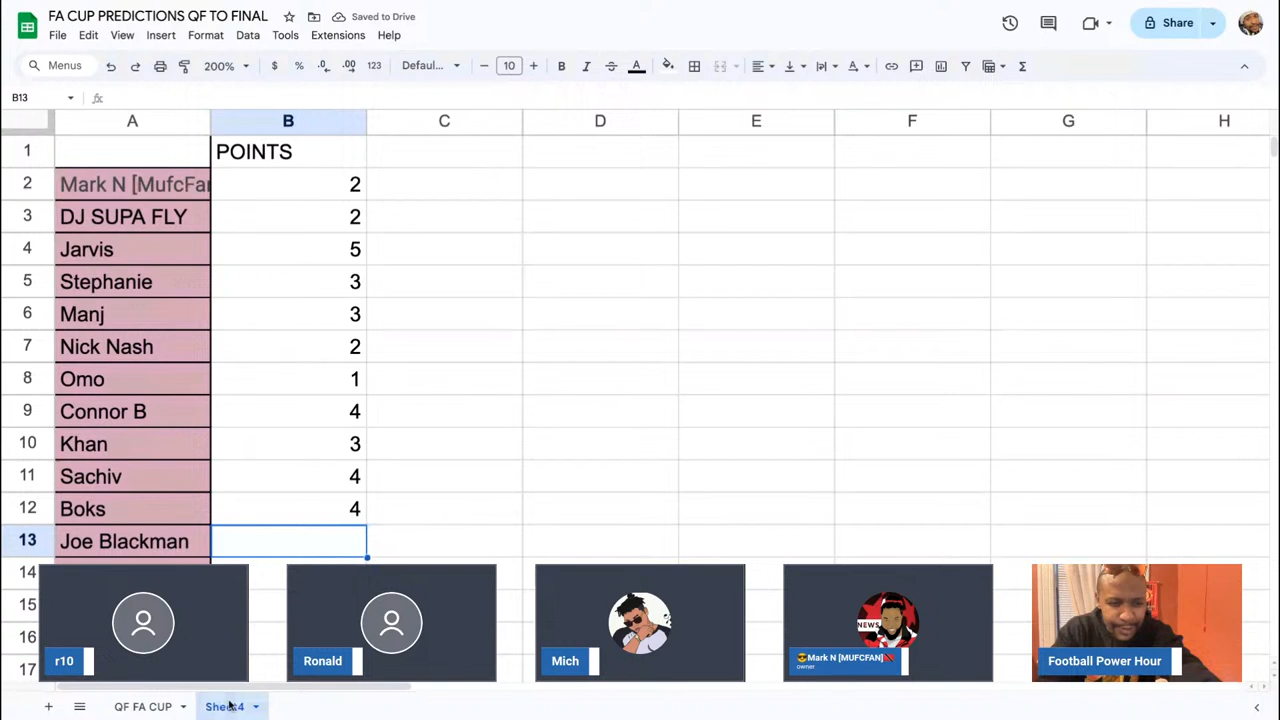 FA CUP PREDICTIONS QF TO FINAL
Saved to Drive
Share
File Edit View Insert Format Data Tools Extensions Help
Menus 200% $ % .0 .00 123 Defaul... 10 B I A
B13 fx
A B C D E F G H
1 POINTS
2 Mark N [MufcFan 2
3 DJ SUPA FLY 2
4 Jarvis 5
5 Stephanie 3
6 Manj 3
7 Nick Nash 2
8 Omo 1
9 Connor B 4
10 Khan 3
11 Sachiv 4
12 Boks 4
13 Joe Blackman
14
15
16
17
NEWS
r10
Ronald
Mich
Mark N [MUFCFAN]
owner
Football Power Hour
QF FA CUP
Sheet4